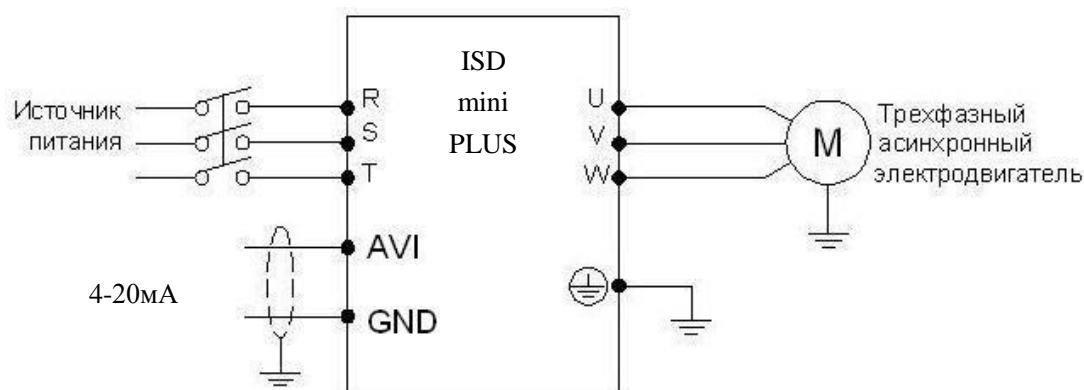 ISD
mini
PLUS
Источник
питания
R
S
T
U
V
W
M
Трехфазный
асинхронный
электродвигатель
4-20мА
AVI
GND